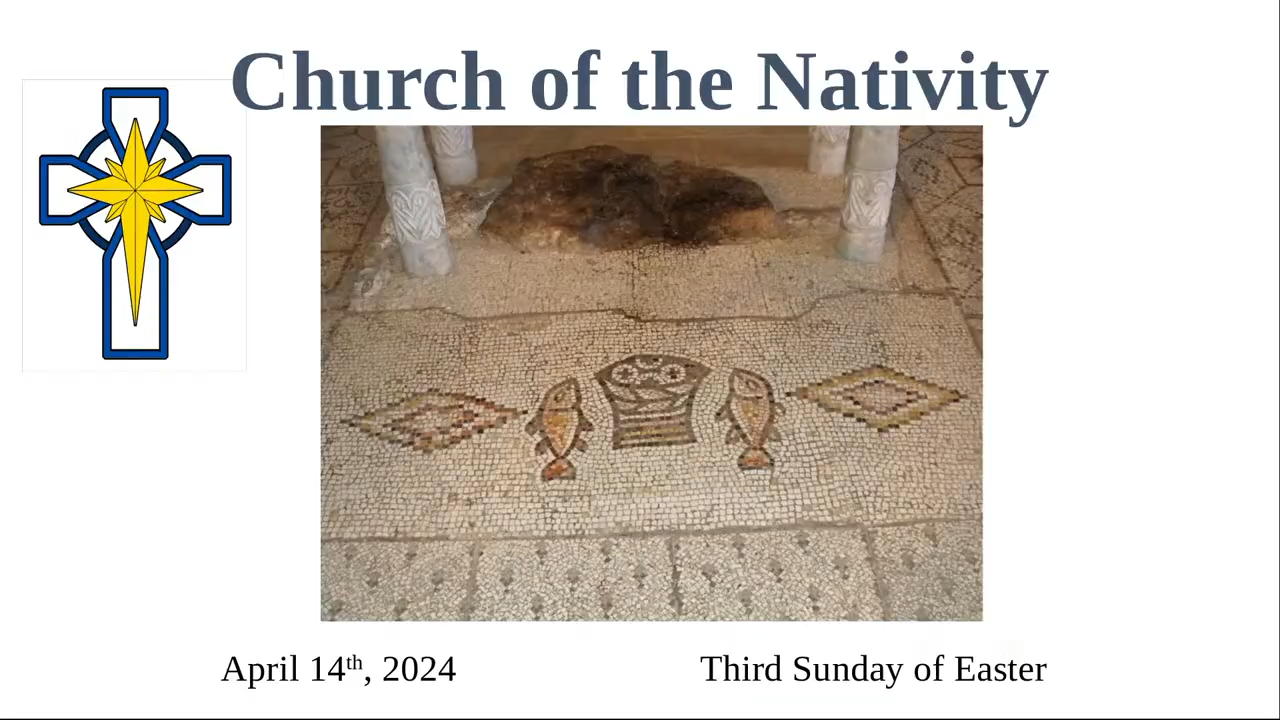 Church of the Nativity
April 14th, 2024
Third Sunday of Easter